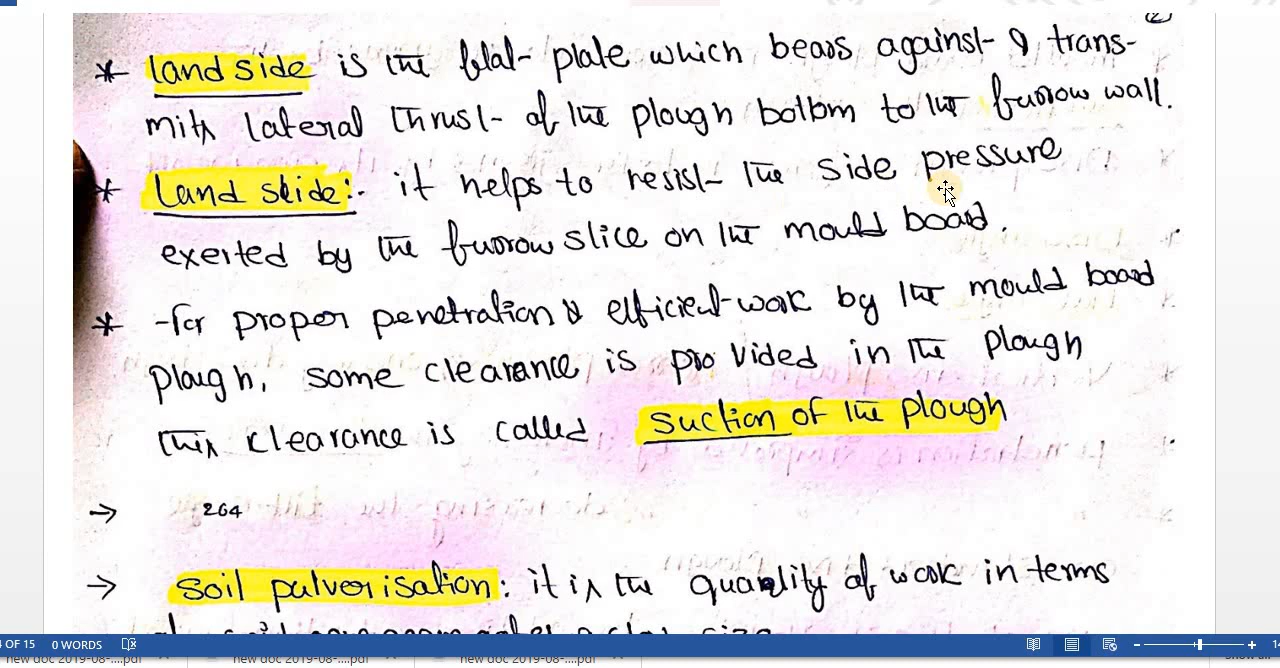 (2)
* land side is the flat plate which bears against & trans-
mits lateral thrust of the plough bottom to the furrow wall.
* Land slide:- it helps to resist the side pressure
exerted by the furrow slice on the mould board.
* for proper penetration & efficient work by the mould board
plough, some clearance is provided in the plough
this clearance is called suction of the plough
→ 264
→ soil pulverisation: it is the quality of work in terms
OF 15 0 WORDS
new doc 2019-08-....pdf new doc 2019-08-....pdf new doc 2019-08-....pdf